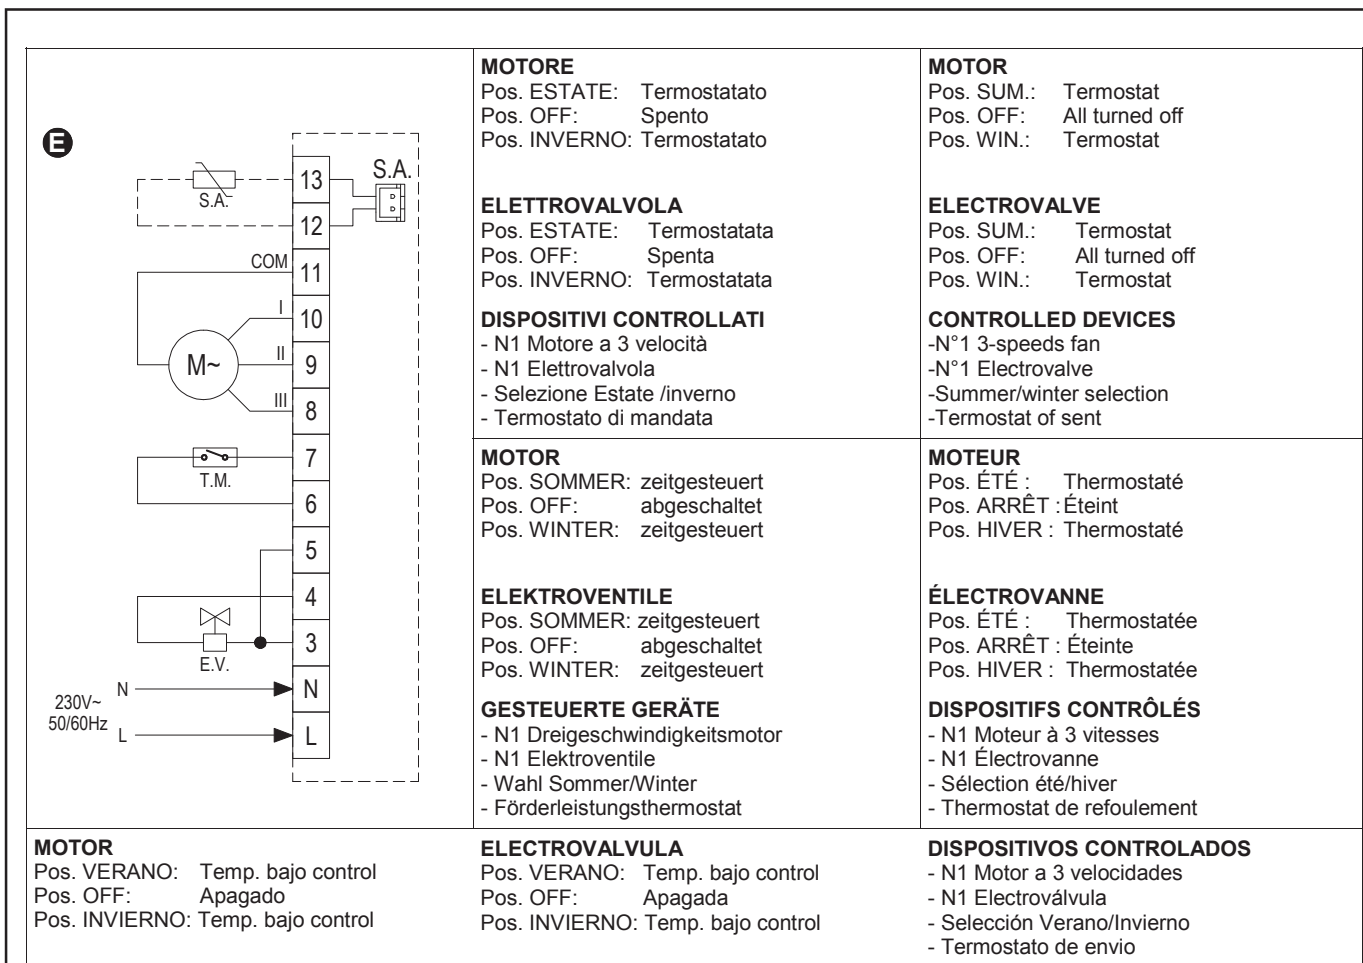 E
S.A.
S.A.
13
12
COM 11
I 10
M~ II 9
III 8
7
T.M.
6
5
4
3
E.V.
N N
230V~
50/60Hz
L L
MOTORE
Pos. ESTATE: Termostatato
Pos. OFF: Spento
Pos. INVERNO: Termostatato
ELETTROVALVOLA
Pos. ESTATE: Termostatata
Pos. OFF: Spenta
Pos. INVERNO: Termostatata
DISPOSITIVI CONTROLLATI
- N1 Motore a 3 velocità
- N1 Elettrovalvola
- Selezione Estate /inverno
- Termostato di mandata
MOTOR
Pos. SUM.: Termostat
Pos. OFF: All turned off
Pos. WIN.: Termostat
ELECTROVALVE
Pos. SUM.: Termostat
Pos. OFF: All turned off
Pos. WIN.: Termostat
CONTROLLED DEVICES
-N°1 3-speeds fan
-N°1 Electrovalve
-Summer/winter selection
-Termostat of sent
MOTOR
Pos. SOMMER: zeitgesteuert
Pos. OFF: abgeschaltet
Pos. WINTER: zeitgesteuert
ELEKTROVENTILE
Pos. SOMMER: zeitgesteuert
Pos. OFF: abgeschaltet
Pos. WINTER: zeitgesteuert
GESTEUERTE GERÄTE
- N1 Dreigeschwindigkeitsmotor
- N1 Elektroventile
- Wahl Sommer/Winter
- Förderleistungsthermostat
MOTEUR
Pos. ÉTÉ : Thermostaté
Pos. ARRÊT : Éteint
Pos. HIVER : Thermostaté
ÉLECTROVANNE
Pos. ÉTÉ : Thermostatée
Pos. ARRÊT : Éteinte
Pos. HIVER : Thermostatée
DISPOSITIFS CONTRÔLÉS
- N1 Moteur à 3 vitesses
- N1 Électrovanne
- Sélection été/hiver
- Thermostat de refoulement
MOTOR
Pos. VERANO: Temp. bajo control
Pos. OFF: Apagado
Pos. INVIERNO: Temp. bajo control
ELECTROVALVULA
Pos. VERANO: Temp. bajo control
Pos. OFF: Apagada
Pos. INVIERNO: Temp. bajo control
DISPOSITIVOS CONTROLADOS
- N1 Motor a 3 velocidades
- N1 Electroválvula
- Selección Verano/Invierno
- Termostato de envio